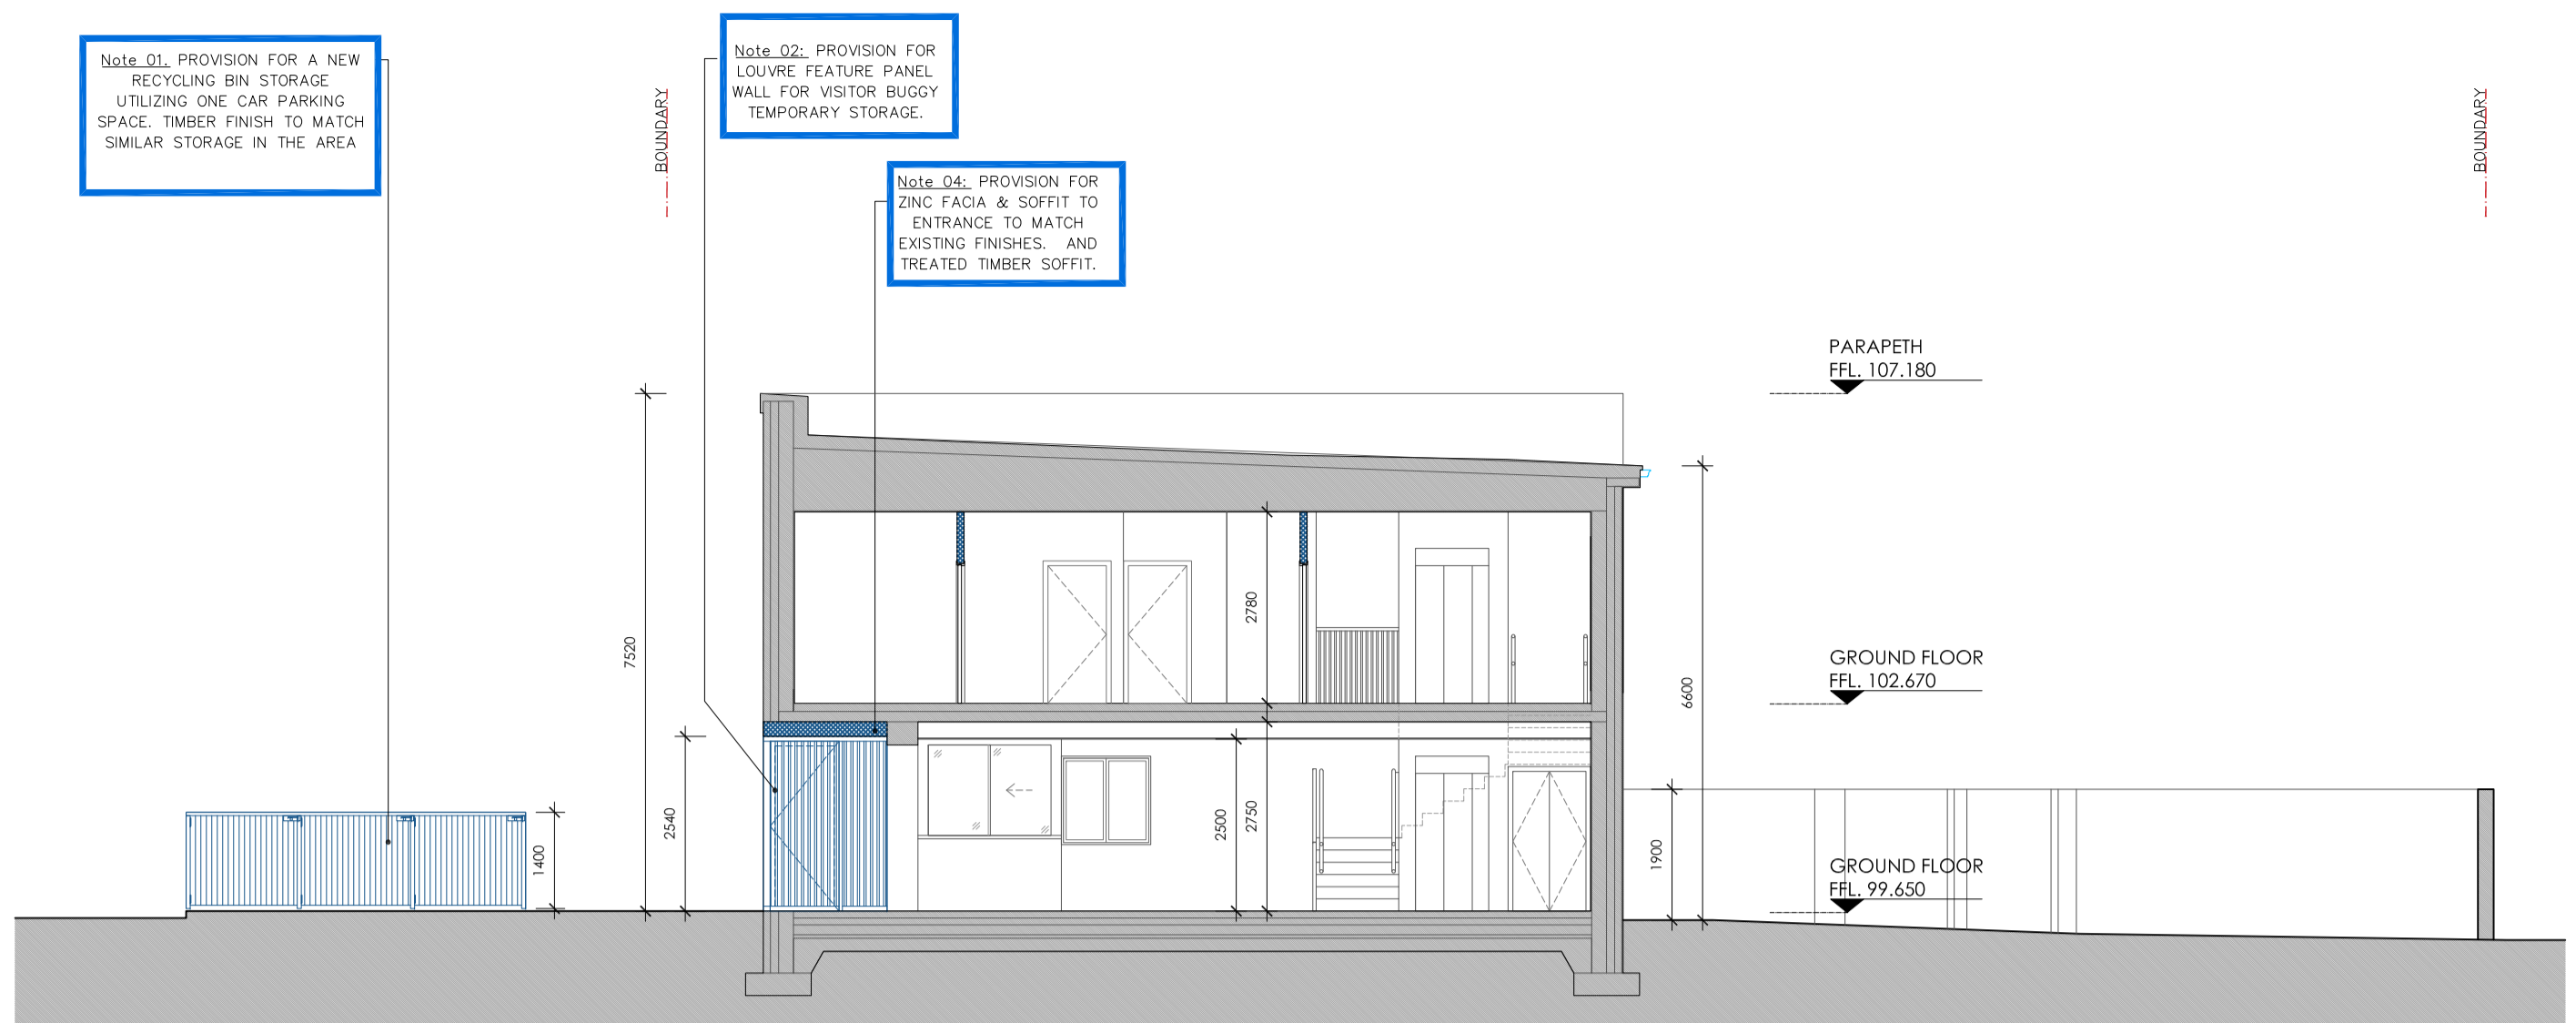 Note 01. PROVISION FOR A NEW
RECYCLING BIN STORAGE
UTILIZING ONE CAR PARKING
SPACE. TIMBER FINISH TO MATCH
SIMILAR STORAGE IN THE AREA
BOUNDARY
Note 02: PROVISION FOR
LOUVRE FEATURE PANEL
WALL FOR VISITOR BUGGY
TEMPORARY STORAGE.
Note 04: PROVISION FOR
ZINC FACIA & SOFFIT TO
ENTRANCE TO MATCH
EXISTING FINISHES. AND
TREATED TIMBER SOFFIT.
BOUNDARY
PARAPETH
FFL. 107.180
GROUND FLOOR
FFL. 102.670
GROUND FLOOR
FFL. 99.650
7520
2540
1400
2780
2500
2750
6600
1900